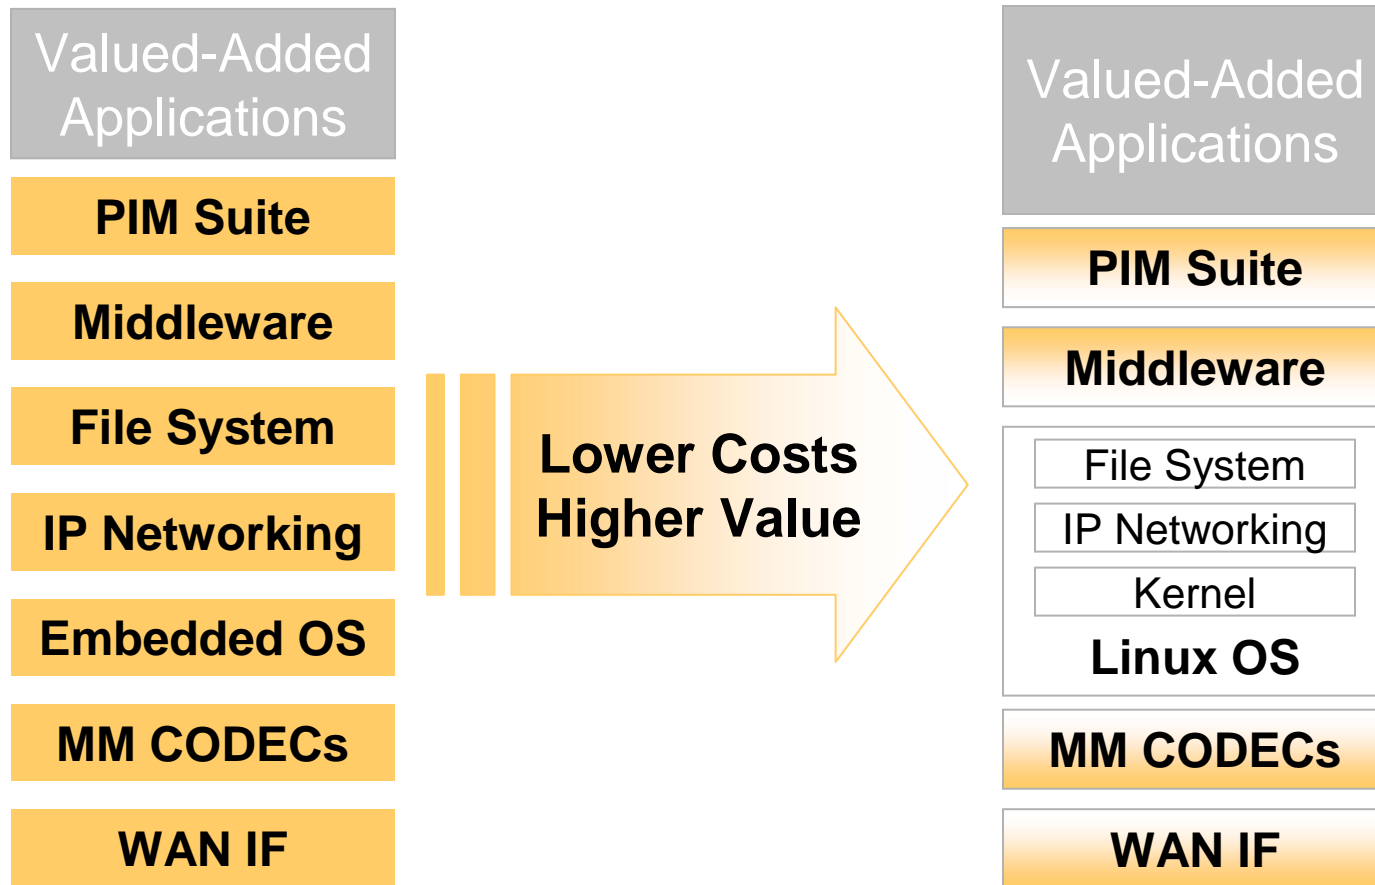 Valued-Added
Applications
PIM Suite
Middleware
File System
IP Networking
Embedded OS
MM CODECs
WAN IF
Lower Costs
Higher Value
Valued-Added
Applications
PIM Suite
Middleware
File System
IP Networking
Kernel
Linux OS
MM CODECs
WAN IF